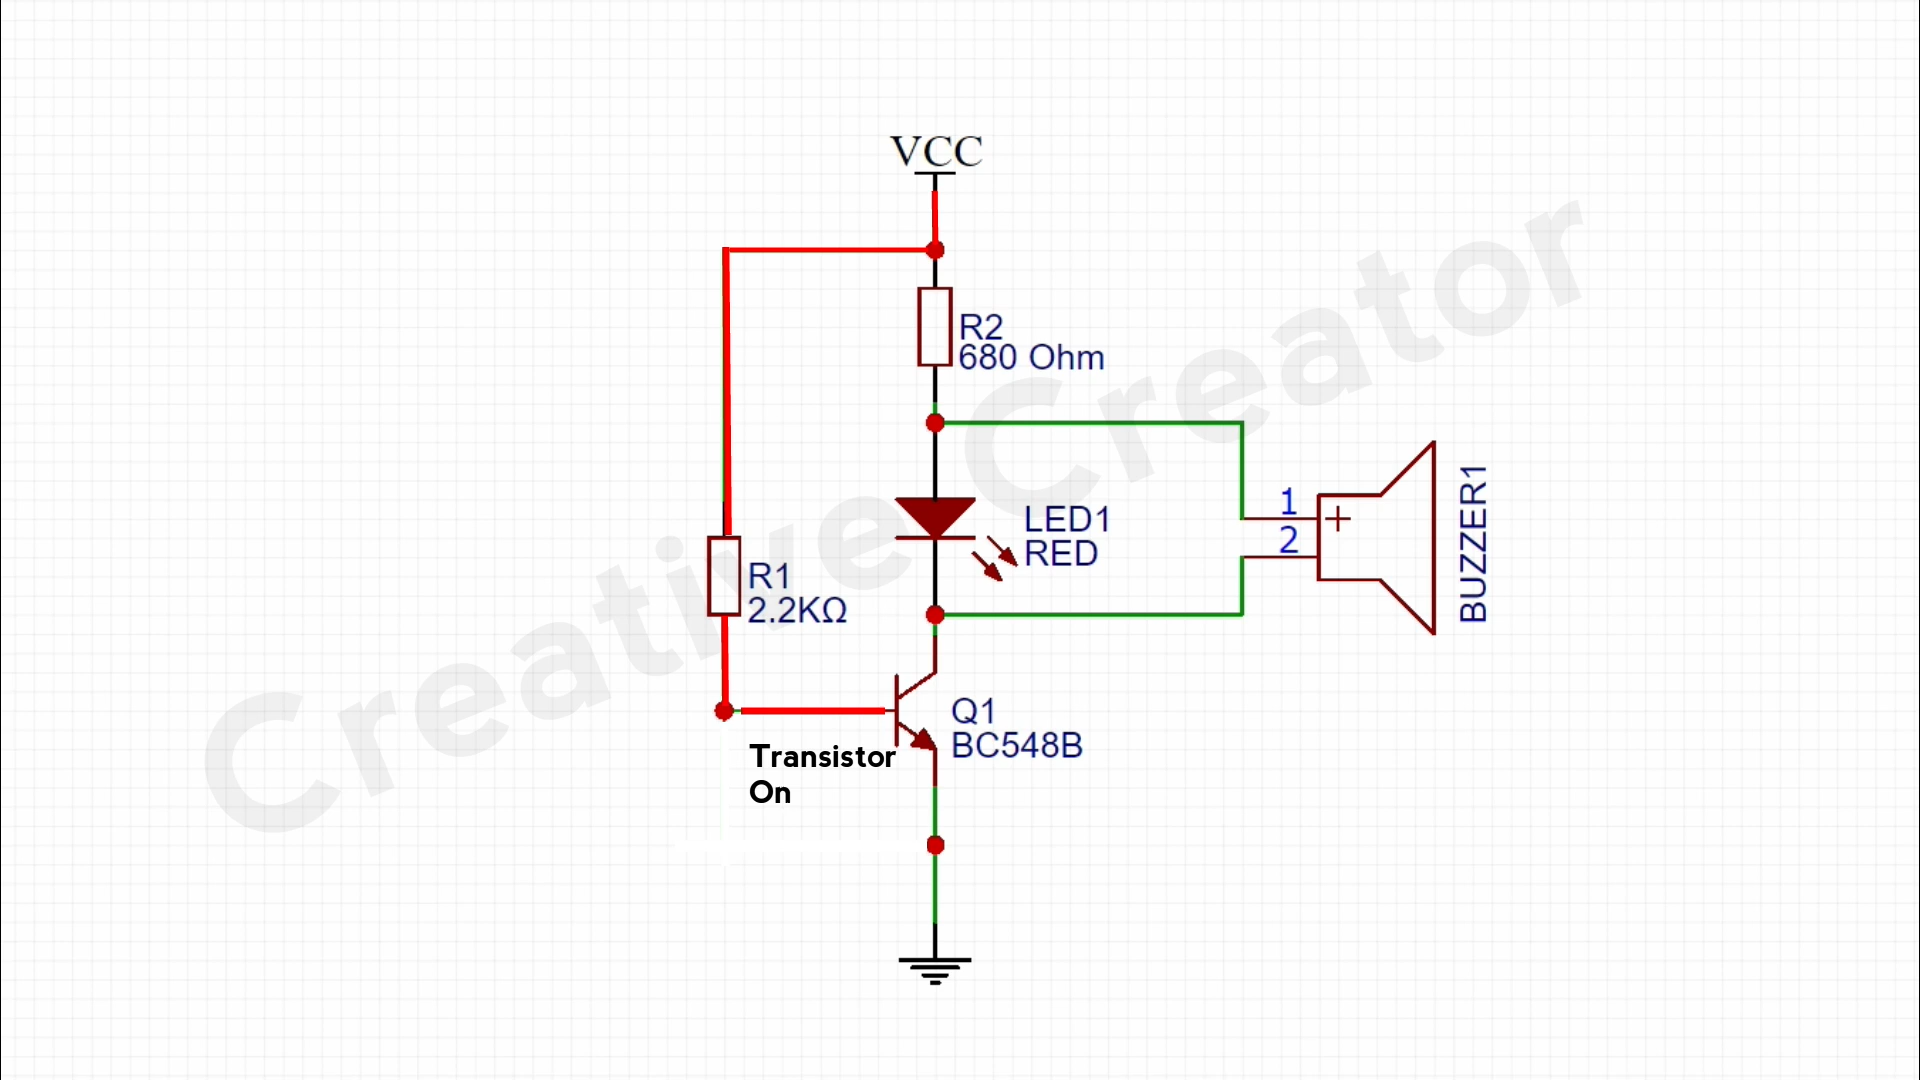 VCC
R2
680 Ohm
1
+
2
LED1
RED
BUZZER1
R1
2.2KΩ
Q1
BC548B
Transistor
On
Creative Creator